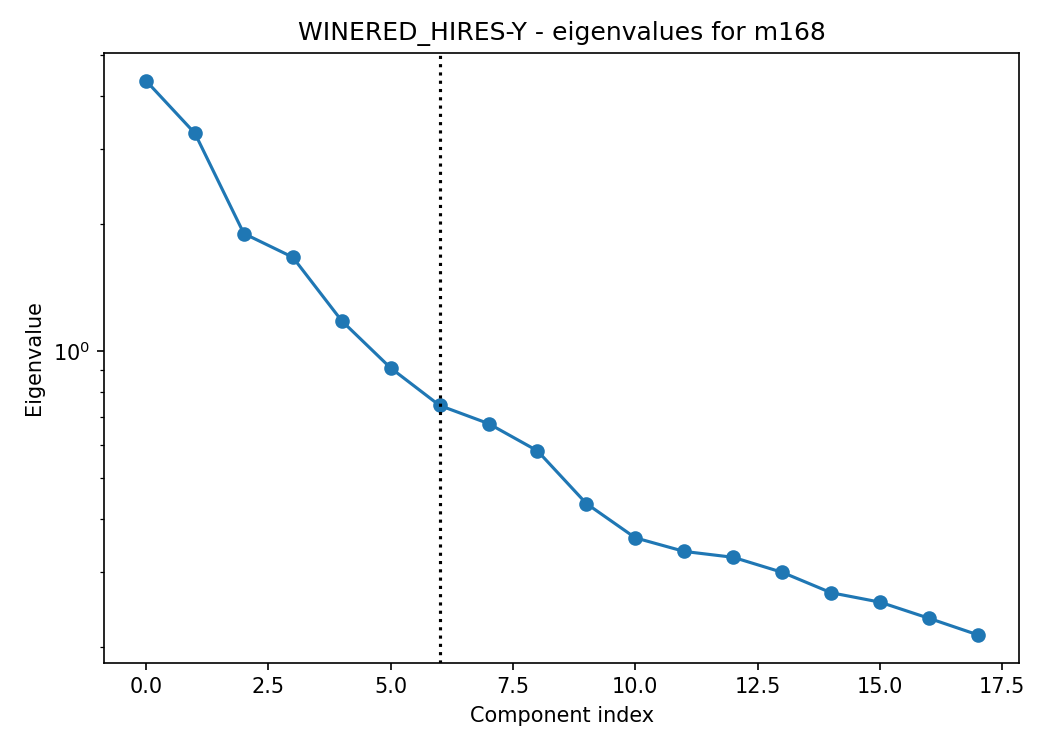 WINERED_HIRES-Y - eigenvalues for m168
Eigenvalue
10⁰
0.0 2.5 5.0 7.5 10.0 12.5 15.0 17.5
Component index